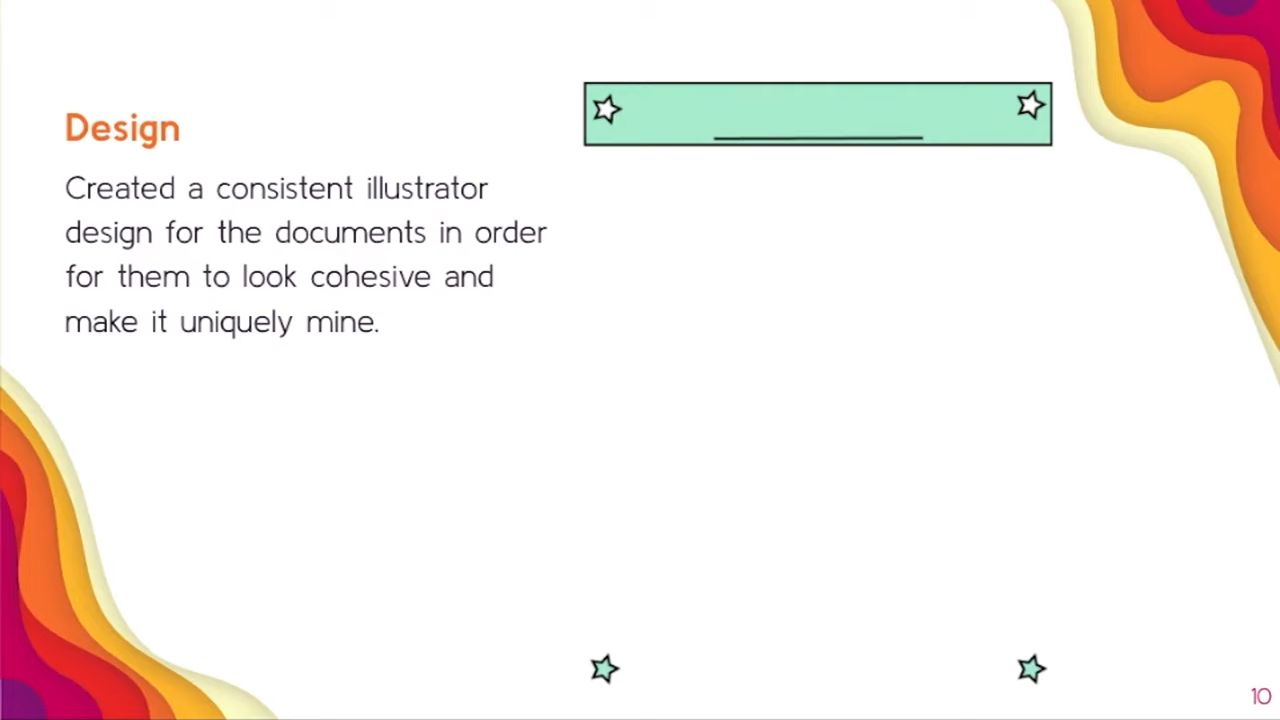 Design
Created a consistent illustrator
design for the documents in order
for them to look cohesive and
make it uniquely mine.
10